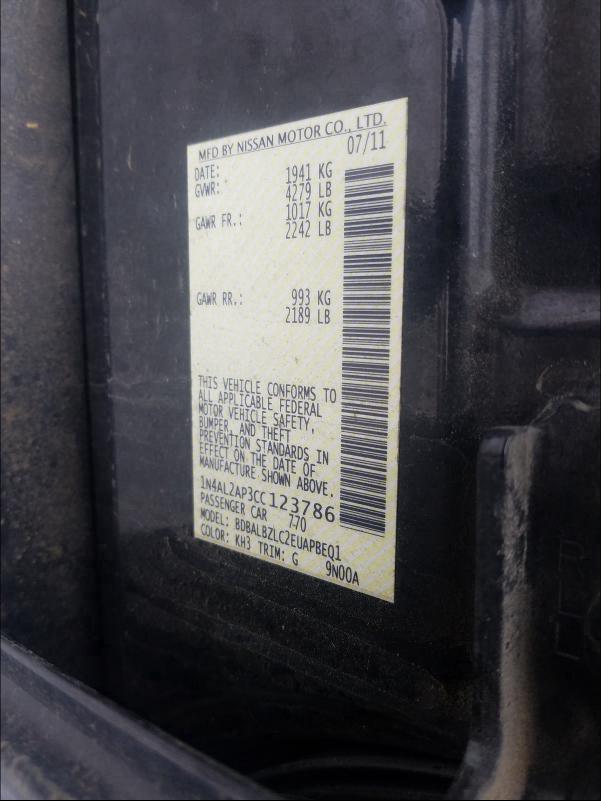 MFD BY NISSAN MOTOR CO., LTD.
DATE: 07/11
GVWR: 1941 KG
4279 LB
GAWR FR.: 1017 KG
2242 LB
GAWR RR.: 993 KG
2189 LB
THIS VEHICLE CONFORMS TO
ALL APPLICABLE FEDERAL
MOTOR VEHICLE SAFETY,
BUMPER, AND THEFT
PREVENTION STANDARDS IN
EFFECT ON THE DATE OF
MANUFACTURE SHOWN ABOVE.
1N4AL2AP3CC123786
PASSENGER CAR 770
MODEL: BDBALBZLC2EUAPBEQ1
COLOR: KH3 TRIM: G 9N00A